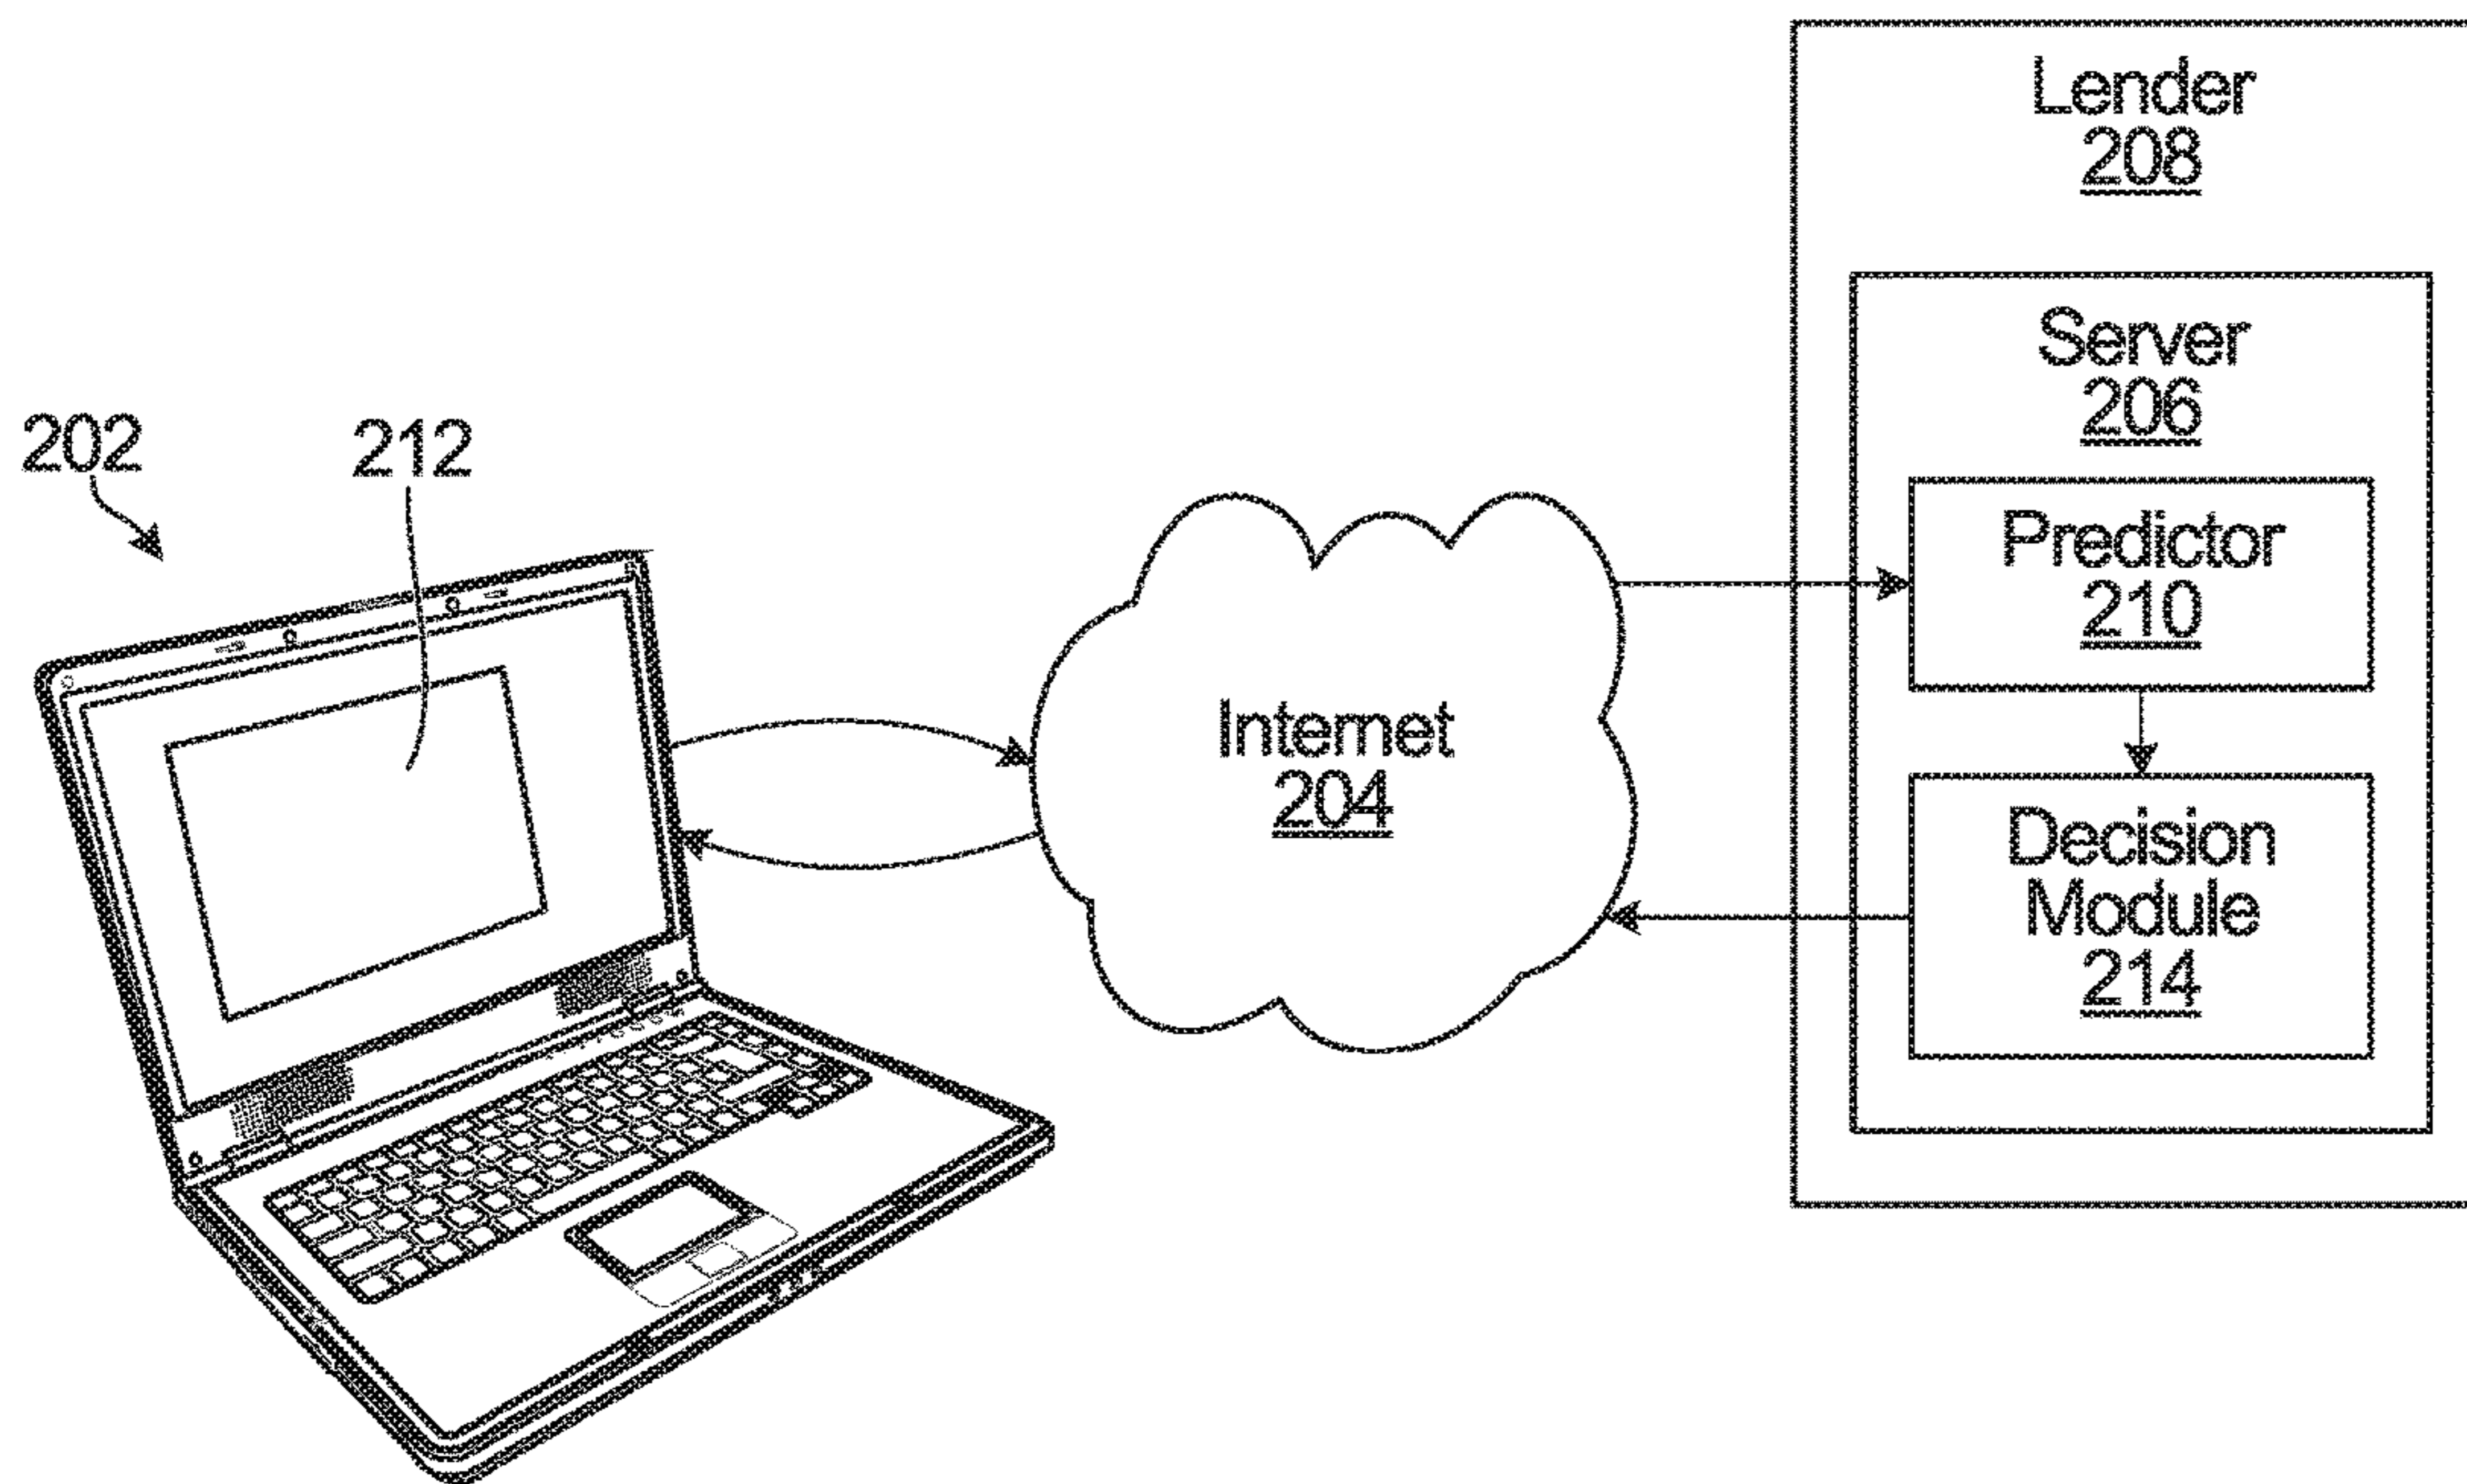 202
212
Internet
204
Lender
208
Server
206
Predictor
210
Decision
Module
214